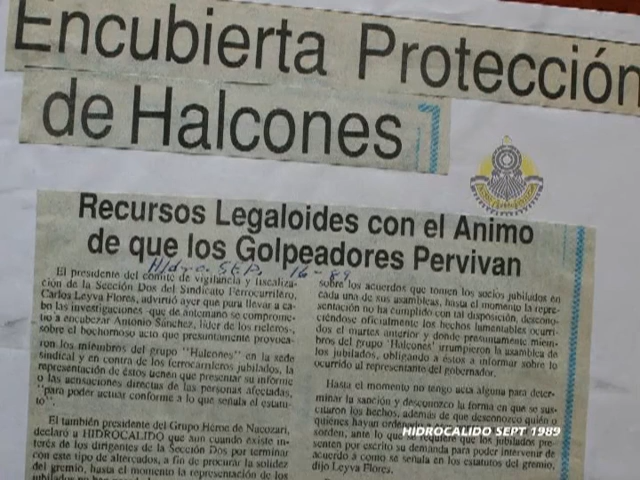 Encubierta Protección
de Halcones
Recursos Legaloides con el Animo
de que los Golpeadores Pervivan
Hidro. SEP. 16-89
El presidente del comité de vigilancia y fiscaliza-
ción de la Sección Dos del Sindicato Ferrocarrilero,
Carlos Leyva Flores, advirtió ayer que para llevar a ca-
bo las investigaciones -que de antemano se comprome-
tió a encabezar Antonio Sánchez, líder de los rieleros-,
sobre el bochornoso acto que presuntamente provoca-
ron los miembros del grupo "Halcones" en la sede
sindical y en contra de los ferrocarrileros jubilados, la
representación de éstos tienen que presentar su informe
o las aensaciones directas de las personas afectadas,
"para poder actuar conforme a lo que señala el estatu-
to".
El también presidente del Grupo Héroe de Nacozari,
declaró a HIDROCALIDO que aun cuando existe in-
terés de los dirigentes de la Sección Dos por terminar
con este tipo de altercados, a fin de procurar la solidez
del gremio, hasta el momento la representación de los
jubilados no han
sobre los acuerdos que tomen los socios jubilados en
cada una de sus asambleas, hasta el momento la repre-
sentación no ha cumplido con tal disposición, descono-
ciéndose oficialmente los hechos lamentables ocurri-
dos el martes anterior y donde presuntamente miem-
bros del grupo 'Halcones' irrumpieron la asamblea de
los jubilados, obligando a éstos a informar sobre lo
ocurrido al representante del gobernador.
Hasta el momento no tengo acta alguna para deter-
minar la sanción y desconozco la forma en que se sus-
citaron los hechos, además de que desconozco quién o
quiénes hayan
sorden, ante lo que requiere que los jubilados pre-
senten por escrito su demanda para poder intervenir de
acuerdo a como se señala en los estatutos del gremio,
dijo Leyva Flores.
HIDROCALIDO SEPT 1989